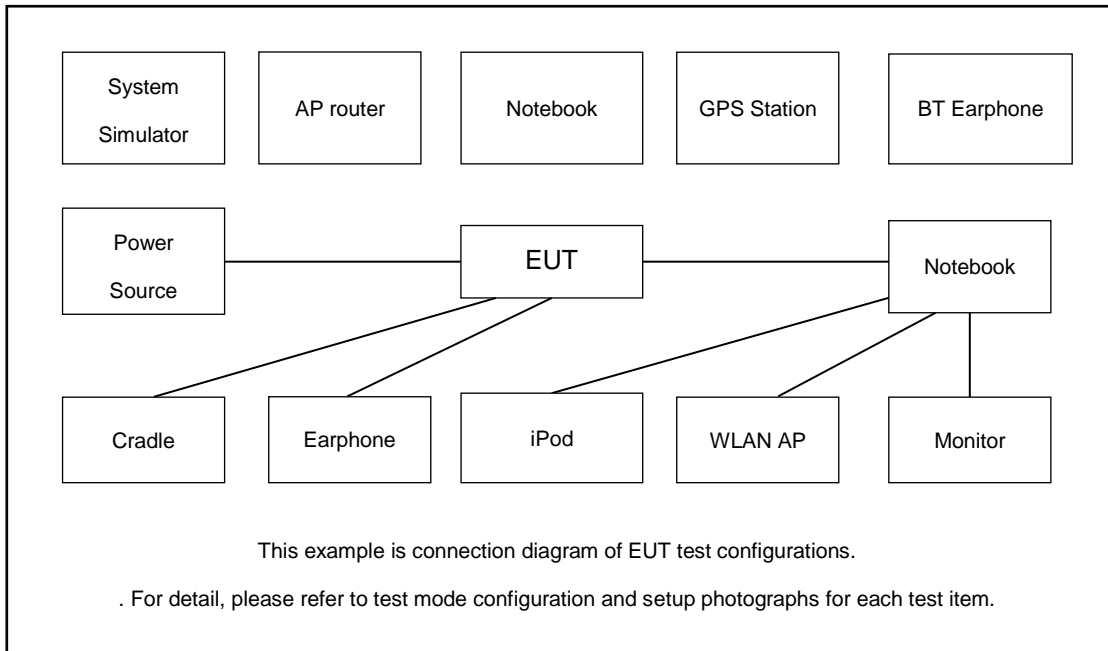 System
Simulator
AP router
Notebook
GPS Station
BT Earphone
Power
Source
EUT
Notebook
Cradle
Earphone
iPod
WLAN AP
Monitor
This example is connection diagram of EUT test configurations.
. For detail, please refer to test mode configuration and setup photographs for each test item.